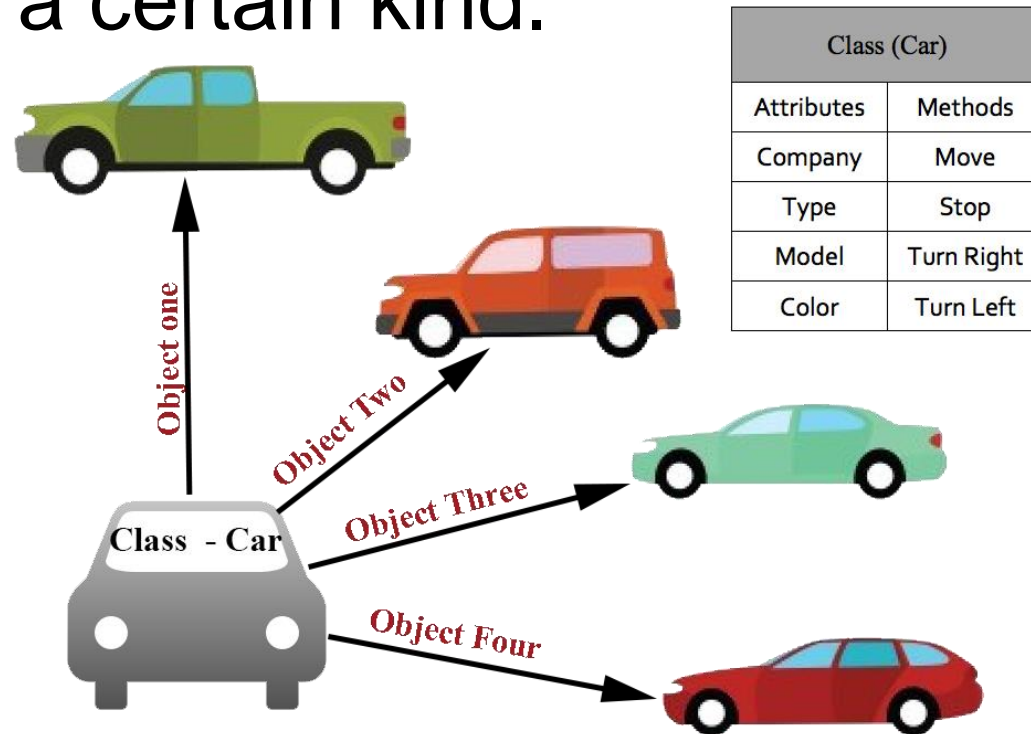 a certain kind.
Class (Car)
Attributes Methods
Company Move
Type Stop
Model Turn Right
Color Turn Left
Object one
Object Two
Object Three
Class - Car
Object Four